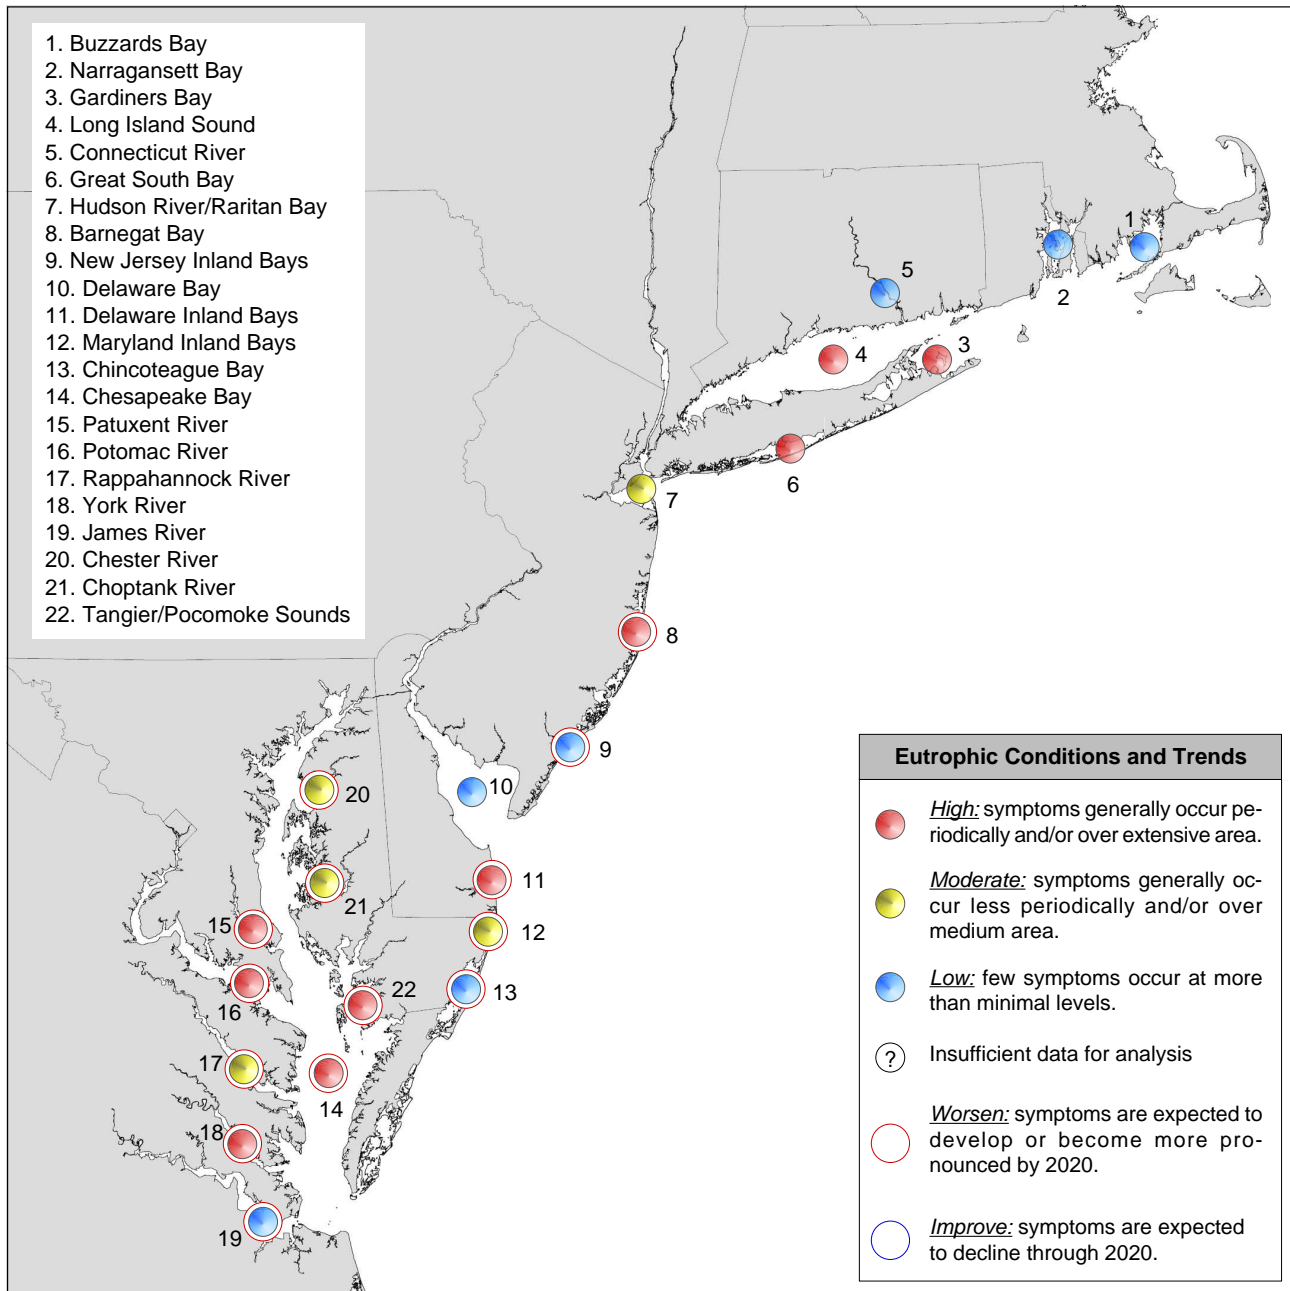 1. Buzzards Bay
2. Narragansett Bay
3. Gardiners Bay
4. Long Island Sound
5. Connecticut River
6. Great South Bay
7. Hudson River/Raritan Bay
8. Barnegat Bay
9. New Jersey Inland Bays
10. Delaware Bay
11. Delaware Inland Bays
12. Maryland Inland Bays
13. Chincoteague Bay
14. Chesapeake Bay
15. Patuxent River
16. Potomac River
17. Rappahannock River
18. York River
19. James River
20. Chester River
21. Choptank River
22. Tangier/Pocomoke Sounds
1
2
5
4
3
6
7
8
9
10
20
11
21
12
15
13
22
16
17
14
18
19
Eutrophic Conditions and Trends
High: symptoms generally occur pe-
riodically and/or over extensive area.
Moderate: symptoms generally oc-
cur less periodically and/or over
medium area.
Low: few symptoms occur at more
than minimal levels.
? Insufficient data for analysis
Worsen: symptoms are expected to
develop or become more pro-
nounced by 2020.
Improve: symptoms are expected
to decline through 2020.